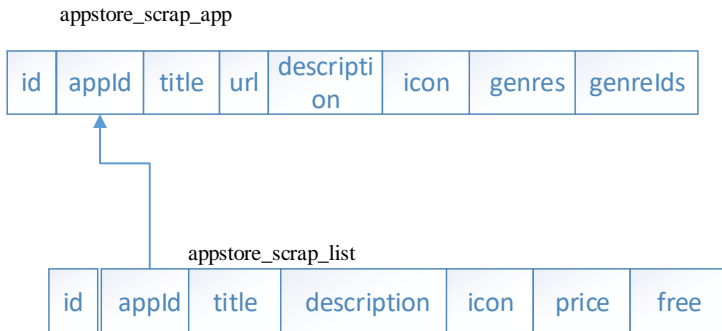 appstore_scrap_app
id appId title url descripti
on icon genres genreIds
appstore_scrap_list
id appId title description icon price free